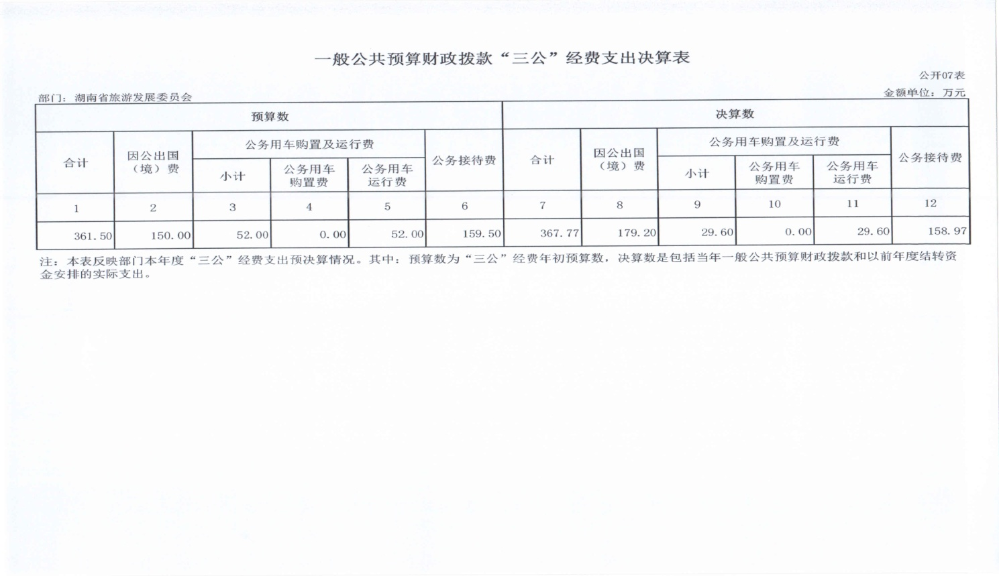 一般公共预算财政拨款“三公”经费支出决算表
公开07表
部门：湖南省旅游发展委员会
金额单位：万元
预算数 决算数
合计 因公出国（境）费 公务用车购置及运行费 公务接待费 合计 因公出国（境）费 公务用车购置及运行费 公务接待费
小计 公务用车购置费 公务用车运行费 小计 公务用车购置费 公务用车运行费
1 2 3 4 5 6 7 8 9 10 11 12
361.50 150.00 52.00 0.00 52.00 159.50 367.77 179.20 29.60 0.00 29.60 158.97
注：本表反映部门本年度“三公”经费支出预决算情况。其中：预算数为“三公”经费年初预算数，决算数是包括当年一般公共预算财政拨款和以前年度结转资
金安排的实际支出。